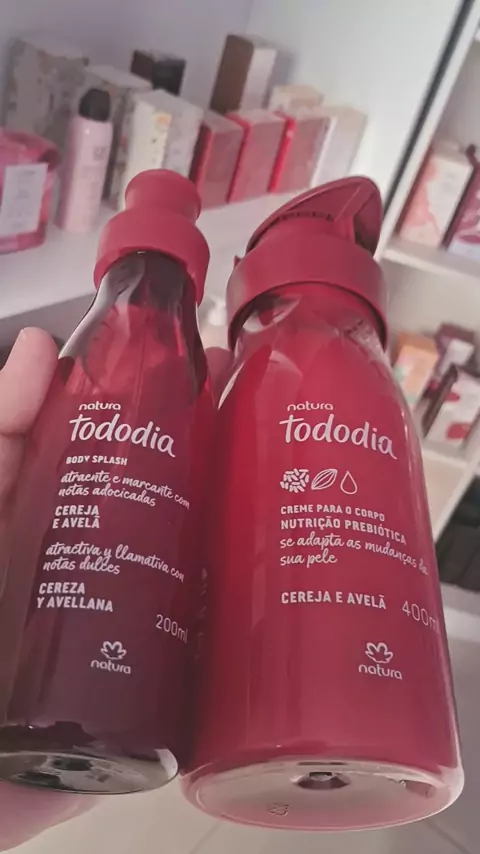 natura
tododia
BODY SPLASH
atraente e marcante com
notas adocicadas
CEREJA
E AVELÃ
atractiva y llamativa con
notas dulces
CEREZA
Y AVELLANA
200ml
natura
natura
tododia
CREME PARA O CORPO
NUTRIÇÃO PREBIÓTICA
se adapta as mudanças da
sua pele
CEREJA E AVELÃ
400ml
natura